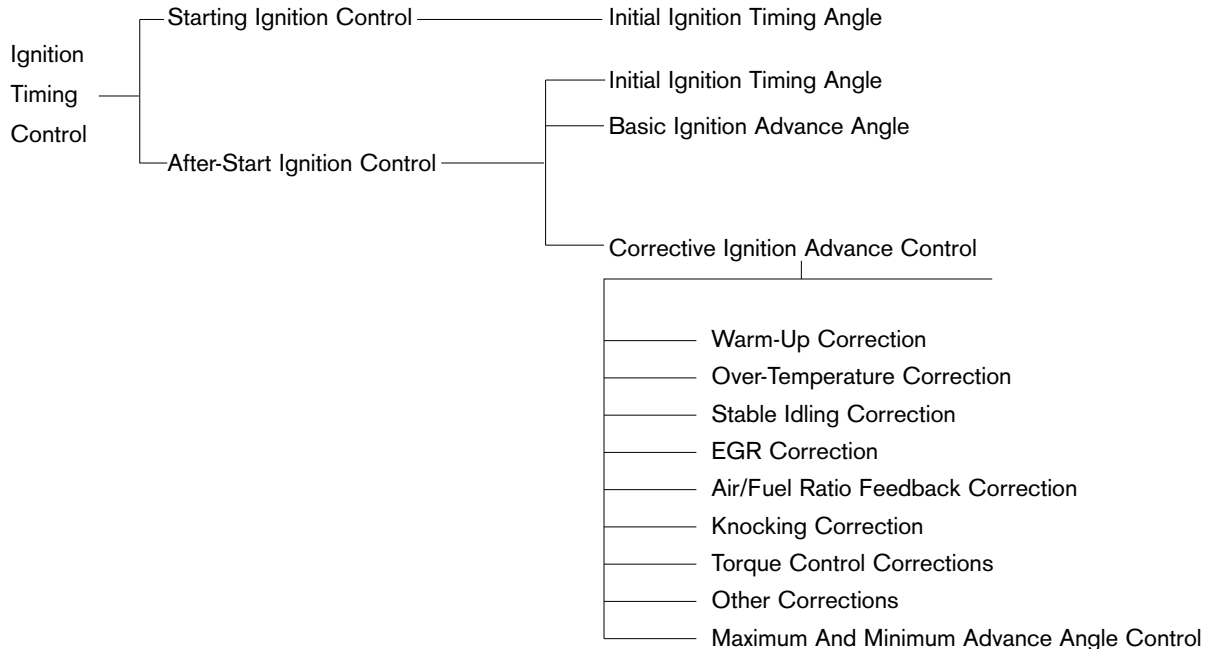 Starting Ignition Control
Initial Ignition Timing Angle
Ignition
Timing
Control
Initial Ignition Timing Angle
Basic Ignition Advance Angle
After-Start Ignition Control
Corrective Ignition Advance Control
Warm-Up Correction
Over-Temperature Correction
Stable Idling Correction
EGR Correction
Air/Fuel Ratio Feedback Correction
Knocking Correction
Torque Control Corrections
Other Corrections
Maximum And Minimum Advance Angle Control